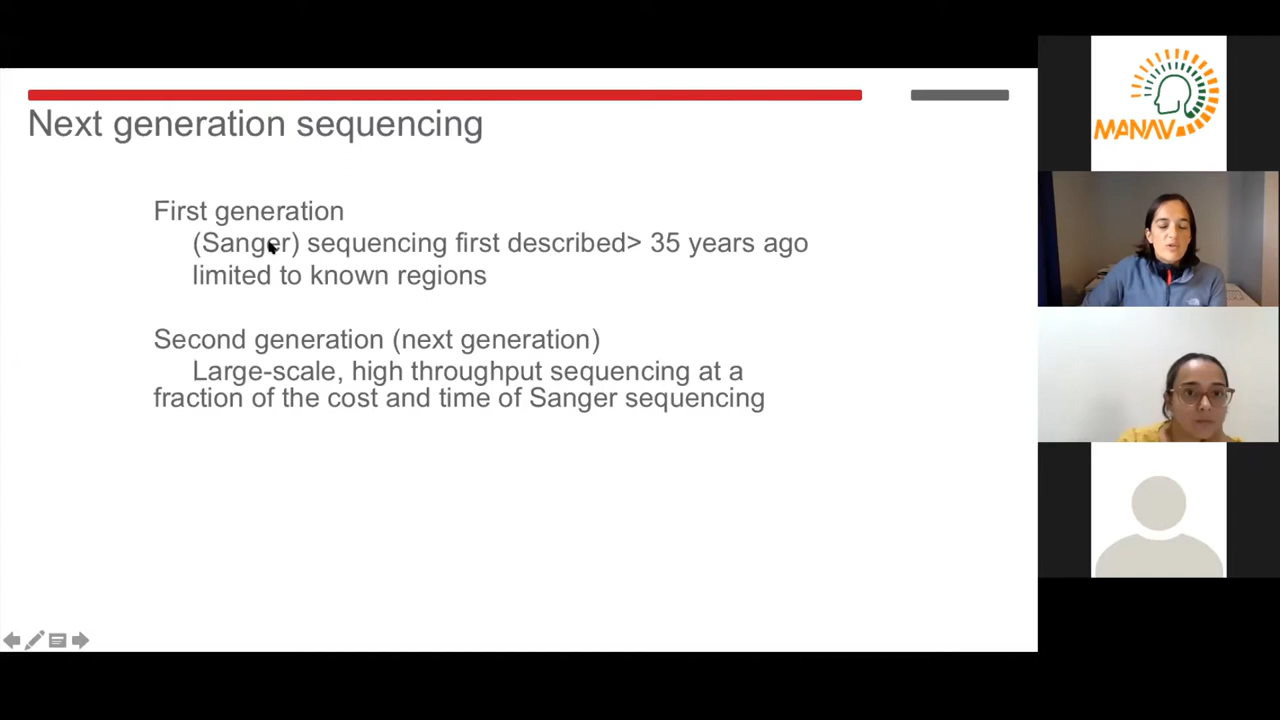 Next generation sequencing
First generation
(Sanger) sequencing first described> 35 years ago
limited to known regions
Second generation (next generation)
Large-scale, high throughput sequencing at a
fraction of the cost and time of Sanger sequencing
MANAV